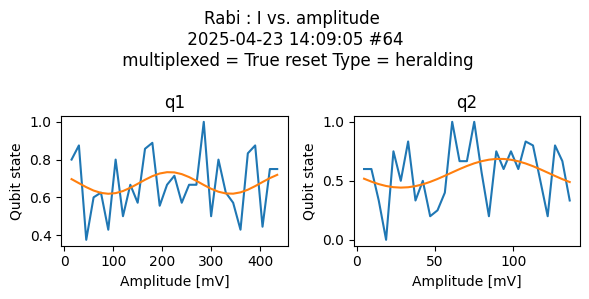 Rabi : I vs. amplitude
2025-04-23 14:09:05 #64
multiplexed = True reset Type = heralding
q1
q2
Qubit state
1.0
0.8
0.6
0.4
0
100
200
300
400
Amplitude [mV]
Qubit state
1.0
0.5
0.0
0
50
100
Amplitude [mV]